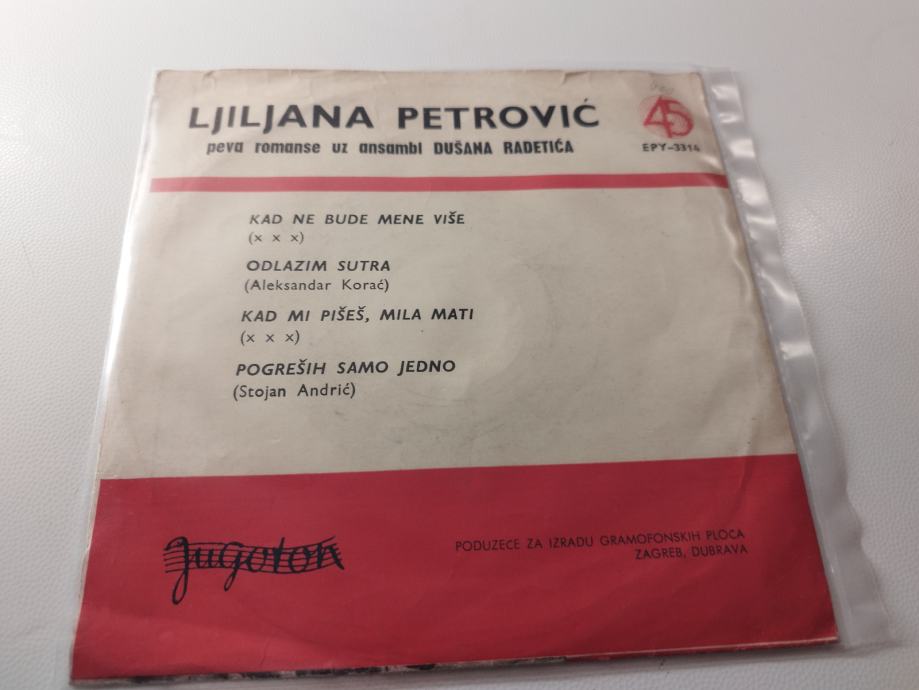 LJILJANA PETROVIĆ
peva romanse uz ansambl DUŠANA RADETIĆA
45
EPY-3314
KAD NE BUDE MENE VIŠE
(x x x)
ODLAZIM SUTRA
(Aleksandar Korać)
KAD MI PIŠEŠ, MILA MATI
(x x x)
POGREŠIH SAMO JEDNO
(Stojan Andrić)
Jugoton
PODUZECE ZA IZRADU GRAMOFONSKIH PLOCA
ZAGREB, DUBRAVA